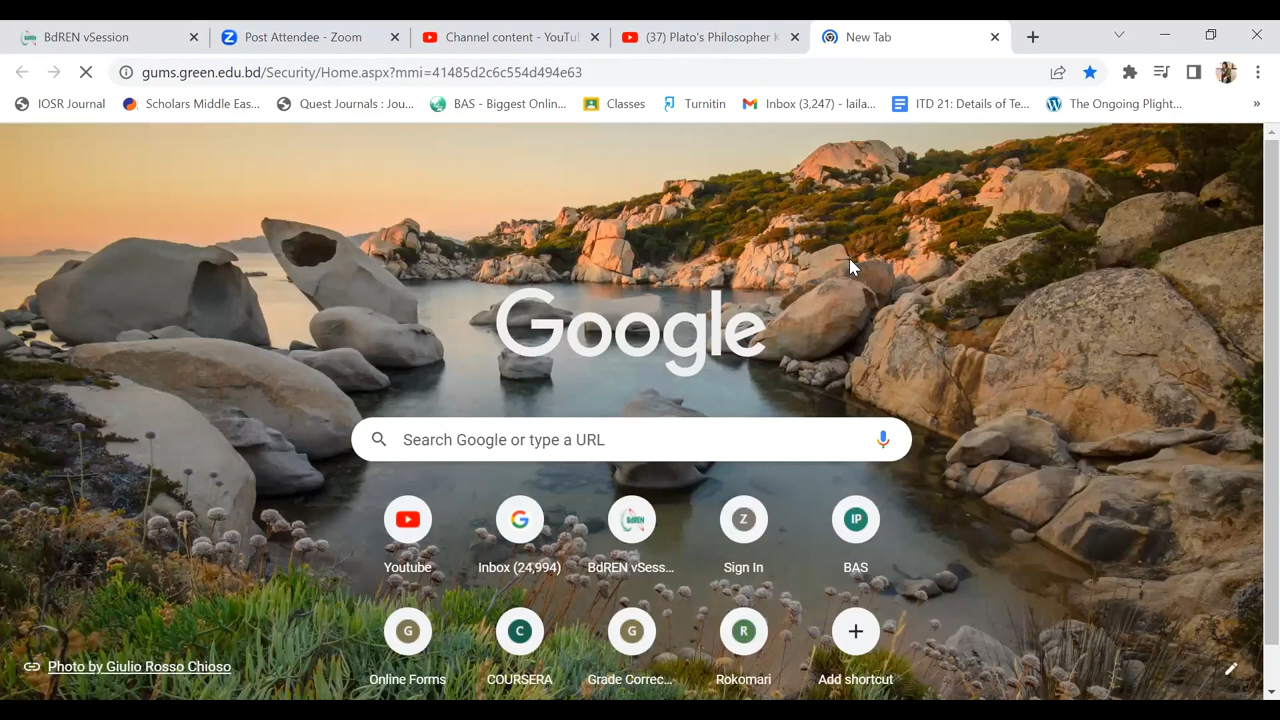 BdREN vSession
Post Attendee - Zoom
Channel content - YouTu
(37) Plato's Philosopher K
New Tab
gums.green.edu.bd/Security/Home.aspx?mmi=41485d2c6c554d494e63
IOSR Journal
Scholars Middle Eas...
Quest Journals : Jou...
BAS - Biggest Onlin...
Classes
Turnitin
Inbox (3,247) - laila...
ITD 21: Details of Te...
The Ongoing Plight...
Google
Search Google or type a URL
BdREN
Z
IP
Youtube
Inbox (24,994)
BdREN vSess...
Sign In
BAS
G
C
G
R
Online Forms
COURSERA
Grade Correc...
Rokomari
Add shortcut
Photo by Giulio Rosso Chioso